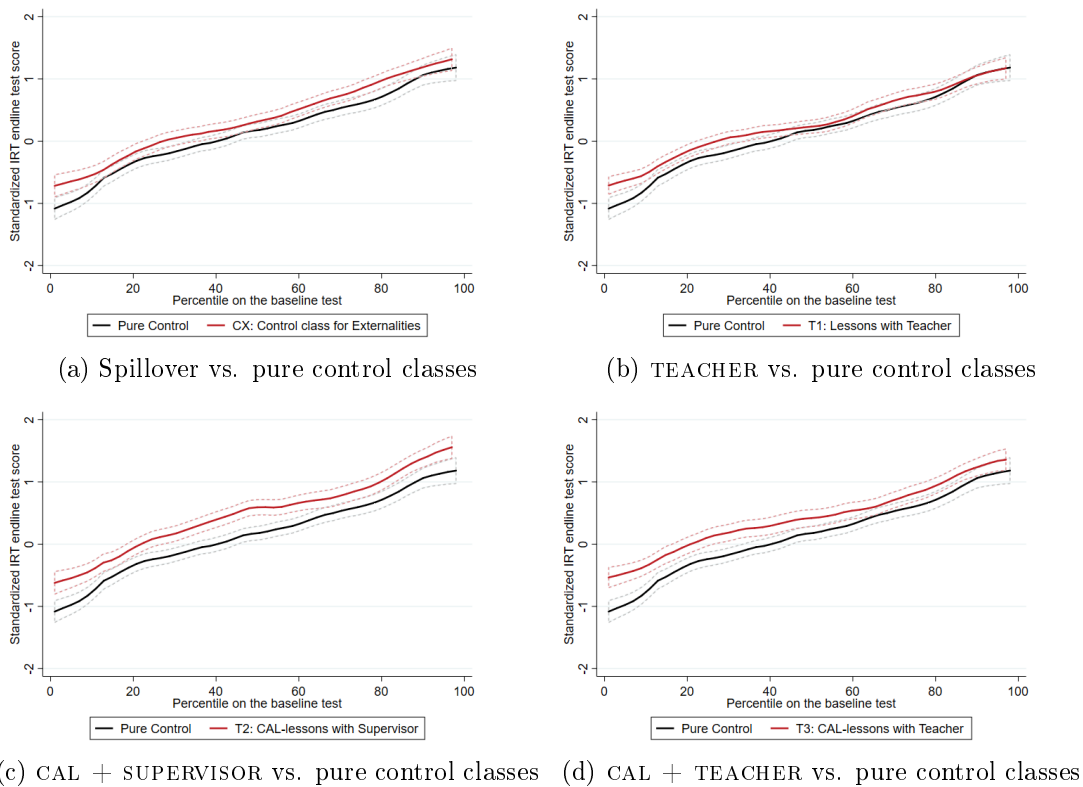 Standardized IRT endline test score
2
1
0
-1
-2
0 20 40 60 80 100
Percentile on the baseline test
Pure Control CX: Control class for Externalities
(a) Spillover vs. pure control classes
Standardized IRT endline test score
2
1
0
-1
-2
0 20 40 60 80 100
Percentile on the baseline test
Pure Control T1: Lessons with Teacher
(b) TEACHER vs. pure control classes
Standardized IRT endline test score
2
1
0
-1
-2
0 20 40 60 80 100
Percentile on the baseline test
Pure Control T2: CAL-lessons with Supervisor
(c) CAL + SUPERVISOR vs. pure control classes
Standardized IRT endline test score
2
1
0
-1
-2
0 20 40 60 80 100
Percentile on the baseline test
Pure Control T3: CAL-lessons with Teacher
(d) CAL + TEACHER vs. pure control classes